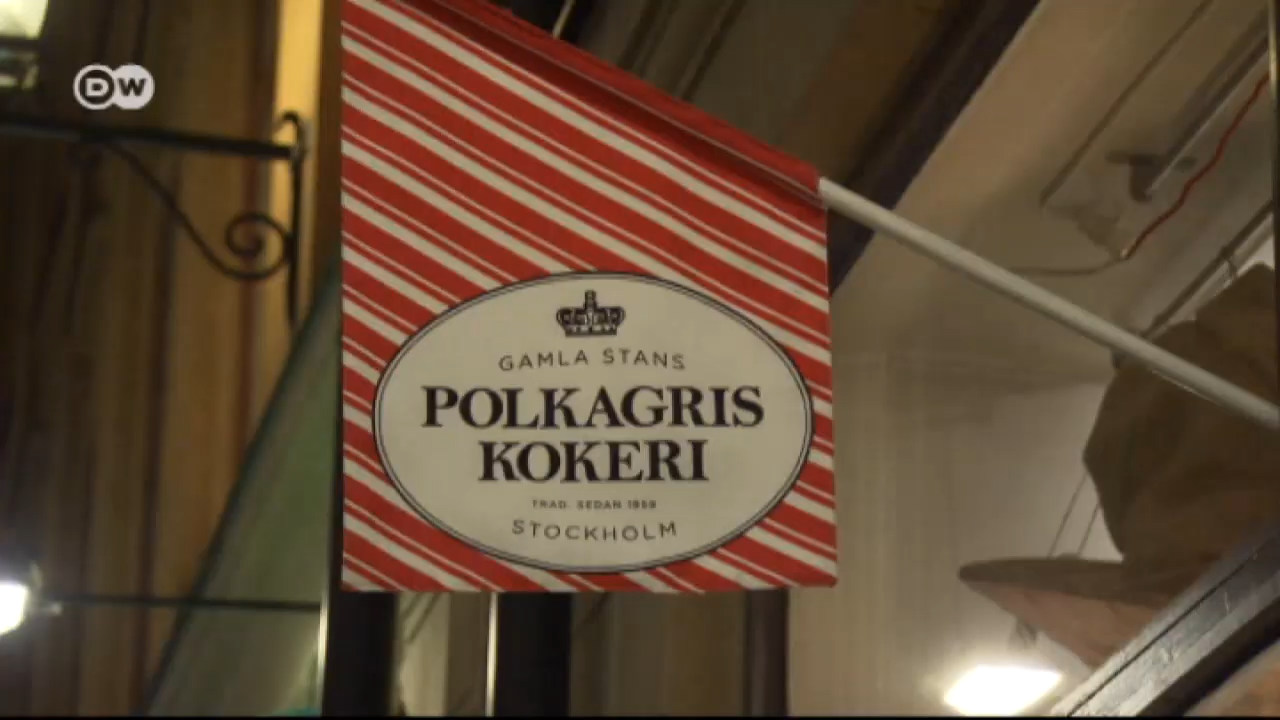 DW
GAMLA STANS
POLKAGRIS
KOKERI
TRAD. SEDAN 1859
STOCKHOLM